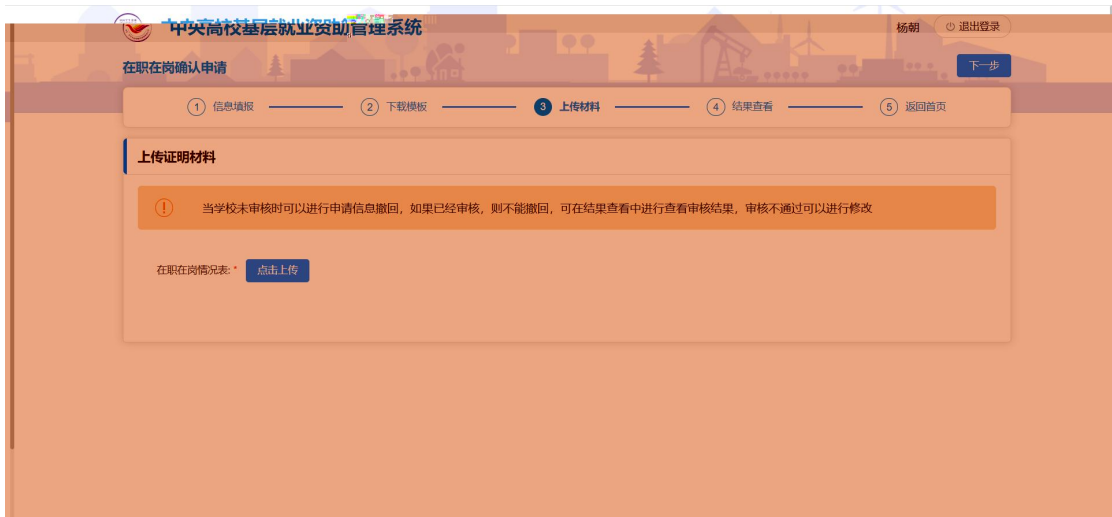 中央高校基层就业资助管理系统
杨朝 退出登录
在职在岗确认申请 下一步
1 信息填报 2 下载模板 3 上传材料 4 结果查看 5 返回首页
上传证明材料
当学校未审核时可以进行申请信息撤回，如果已经审核，则不能撤回，可在结果查看中进行查看审核结果，审核不通过可以进行修改
在职在岗情况表: * 点击上传